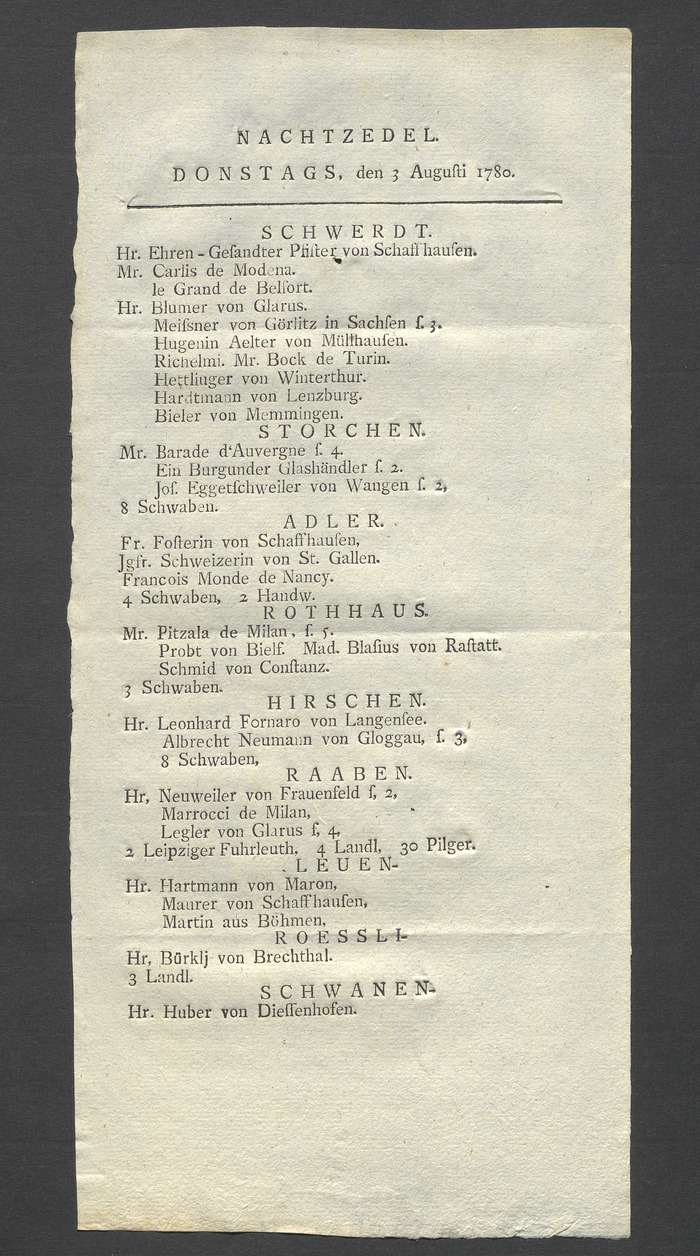 NACHTZEDEL.
DONSTAGS, den 3 Auguſti 1780.
SCHWERDT.
Hr. Ehren-Geſandter Pfiſter von Schaffhauſen.
Mr. Carlis de Modena.
le Grand de Belfort.
Hr. Blumer von Glarus.
Meiſsner von Görlitz in Sachſen ſ. 3.
Hugenin Aelter von Müllhauſen.
Richelmi. Mr. Bock de Turin.
Hettliuger von Winterthur.
Hardtmann von Lenzburg.
Bieler von Memmingen.
STORCHEN.
Mr. Barade d'Auvergne ſ. 4.
Ein Burgunder Glashändler ſ. 2.
Joſ. Eggetſchweiler von Wangen ſ. 2,
8 Schwaben.
ADLER.
Fr. Foſterin von Schaffhauſen,
Jgfr. Schweizerin von St. Gallen.
Francois Monde de Nancy.
4 Schwaben, 2 Handw.
ROTHHAUS.
Mr. Pitzala de Milan, ſ. 5.
Probt von Bielf. Mad. Blaſius von Raſtatt.
Schmid von Conſtanz.
3 Schwaben.
HIRSCHEN.
Hr. Leonhard Fornaro von Langenſee.
Albrecht Neumann von Gloggau, ſ. 3,
8 Schwaben,
RAABEN.
Hr, Neuweiler von Frauenfeld ſ, 2,
Marrocci de Milan,
Legler von Glarus ſ, 4,
2 Leipziger Fuhrleuth, 4 Landl, 30 Pilger.
LEUEN-
Hr. Hartmann von Maron,
Maurer von Schaffhauſen,
Martin aus Böhmen,
ROESSLI-
Hr, Bürklj von Brechthal.
3 Landl.
SCHWANEN-
Hr. Huber von Dieſſenhofen.